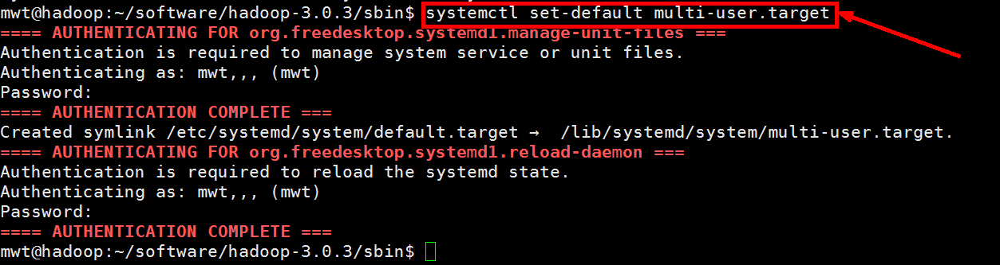 mwt@hadoop:~/software/hadoop-3.0.3/sbin$ systemctl set-default multi-user.target
==== AUTHENTICATING FOR org.freedesktop.systemd1.manage-unit-files ===
Authentication is required to manage system service or unit files.
Authenticating as: mwt,,, (mwt)
Password:
==== AUTHENTICATION COMPLETE ===
Created symlink /etc/systemd/system/default.target → /lib/systemd/system/multi-user.target.
==== AUTHENTICATING FOR org.freedesktop.systemd1.reload-daemon ===
Authentication is required to reload the systemd state.
Authenticating as: mwt,,, (mwt)
Password:
==== AUTHENTICATION COMPLETE ===
mwt@hadoop:~/software/hadoop-3.0.3/sbin$